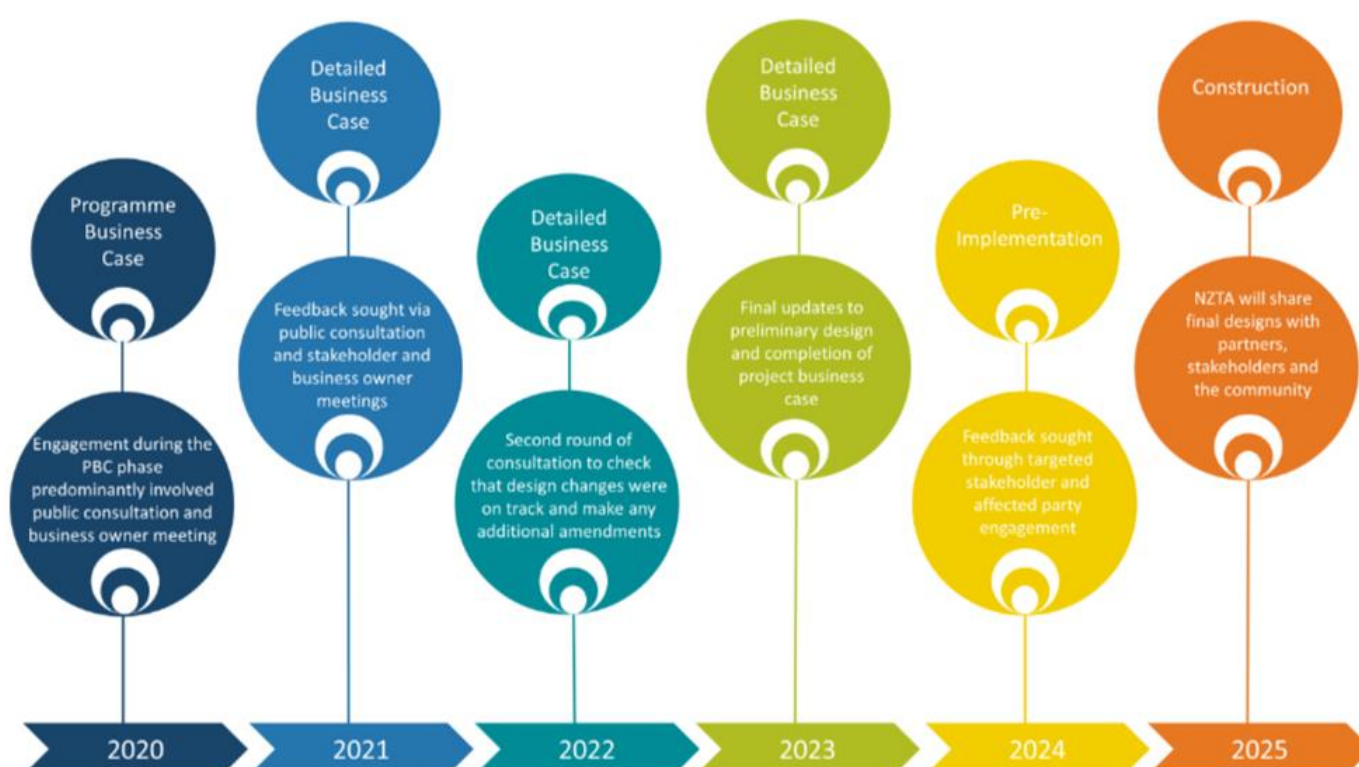 Programme
Business
Case
Engagement during the
PBC phase
predominantly involved
public consultation and
business owner meeting
2020
Detailed
Business
Case
Feedback sought via
public consultation
and stakeholder and
business owner
meetings
2021
Detailed
Business
Case
Second round of
consultation to check
that design changes were
on track and make any
additional amendments
2022
Detailed
Business
Case
Final updates to
preliminary design
and completion of
project business
case
2023
Pre-
Implementation
Feedback sought
through targeted
stakeholder and
affected party
engagement
2024
Construction
NZTA will share
final designs with
partners,
stakeholders and
the community
2025